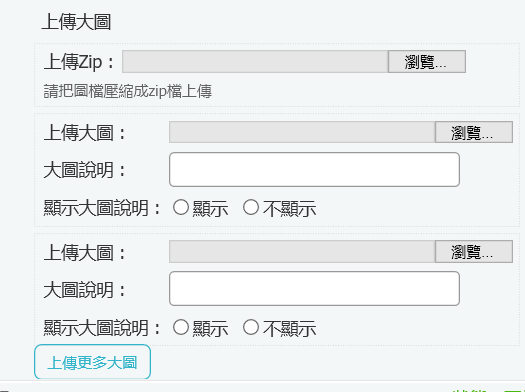 上傳大圖
上傳Zip： 瀏覽...
請把圖檔壓縮成zip檔上傳
上傳大圖： 瀏覽...
大圖說明：
顯示大圖說明： 顯示 不顯示
上傳大圖： 瀏覽...
大圖說明：
顯示大圖說明： 顯示 不顯示
上傳更多大圖